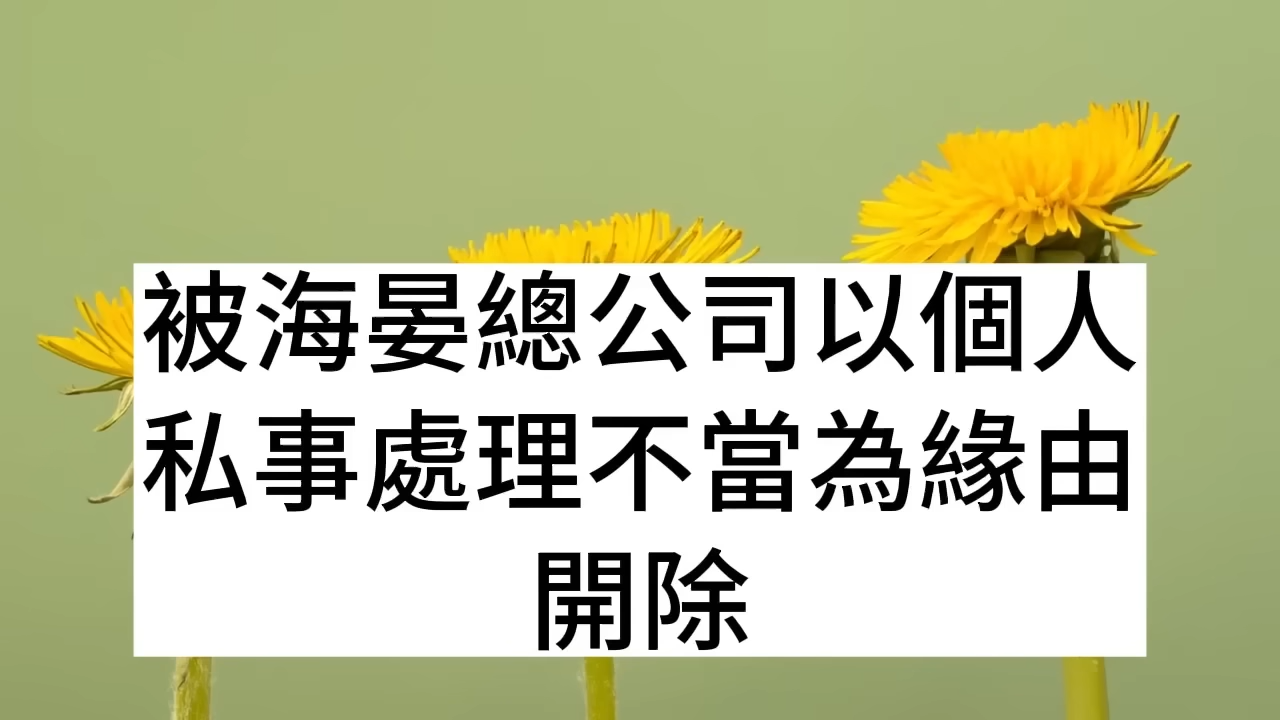 被海晏總公司以個人
私事處理不當為緣由
開除